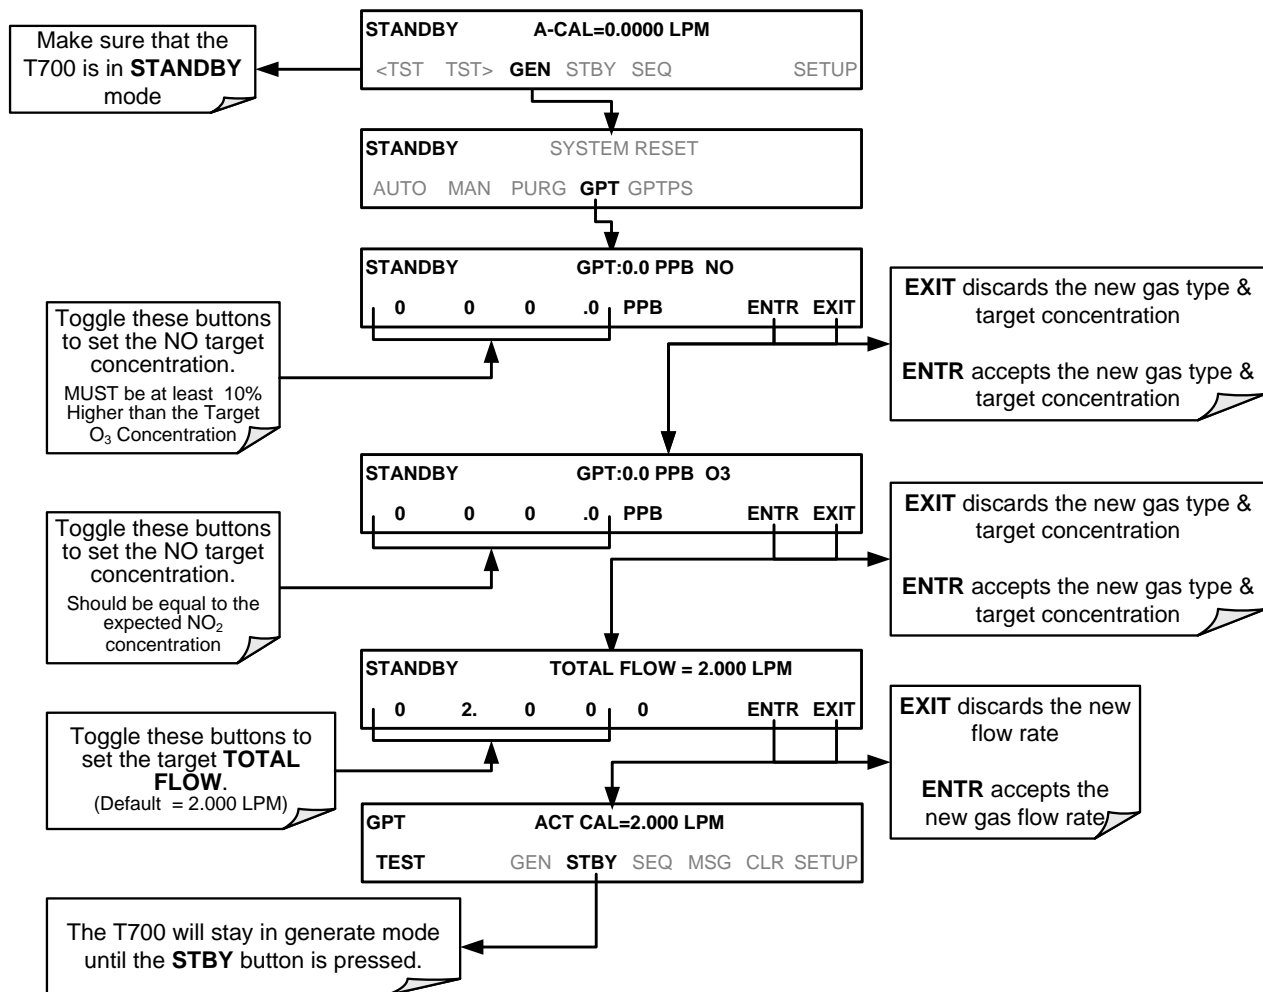 STANDBY A-CAL=0.0000 LPM
<TST TST> GEN STBY SEQ SETUP
Make sure that the
T700 is in STANDBY
mode
STANDBY SYSTEM RESET
AUTO MAN PURG GPT GPTPS
STANDBY GPT:0.0 PPB NO
0 0 0 .0 PPB ENTR EXIT
Toggle these buttons
to set the NO target
concentration.
MUST be at least 10%
Higher than the Target
O3 Concentration
EXIT discards the new gas type &
target concentration
ENTR accepts the new gas type &
target concentration
STANDBY GPT:0.0 PPB O3
0 0 0 .0 PPB ENTR EXIT
Toggle these buttons
to set the NO target
concentration.
Should be equal to the
expected NO2
concentration
EXIT discards the new gas type &
target concentration
ENTR accepts the new gas type &
target concentration
STANDBY TOTAL FLOW = 2.000 LPM
0 2. 0 0 0 ENTR EXIT
Toggle these buttons to
set the target TOTAL
FLOW.
(Default = 2.000 LPM)
EXIT discards the new
flow rate
ENTR accepts the
new gas flow rate
GPT ACT CAL=2.000 LPM
TEST GEN STBY SEQ MSG CLR SETUP
The T700 will stay in generate mode
until the STBY button is pressed.